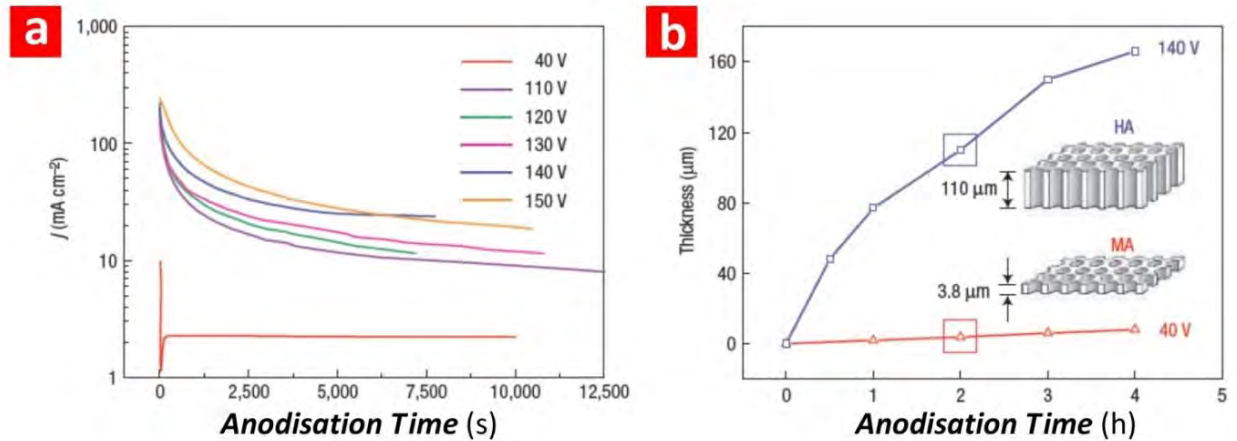 a
1,000
100
10
1
J (mA cm⁻²)
40 V
110 V
120 V
130 V
140 V
150 V
0
2,500
5,000
7,500
10,000
12,500
Anodisation Time (s)
b
160
120
80
40
0
Thickness (μm)
140 V
HA
110 μm
MA
3.8 μm
40 V
0
1
2
3
4
5
Anodisation Time (h)